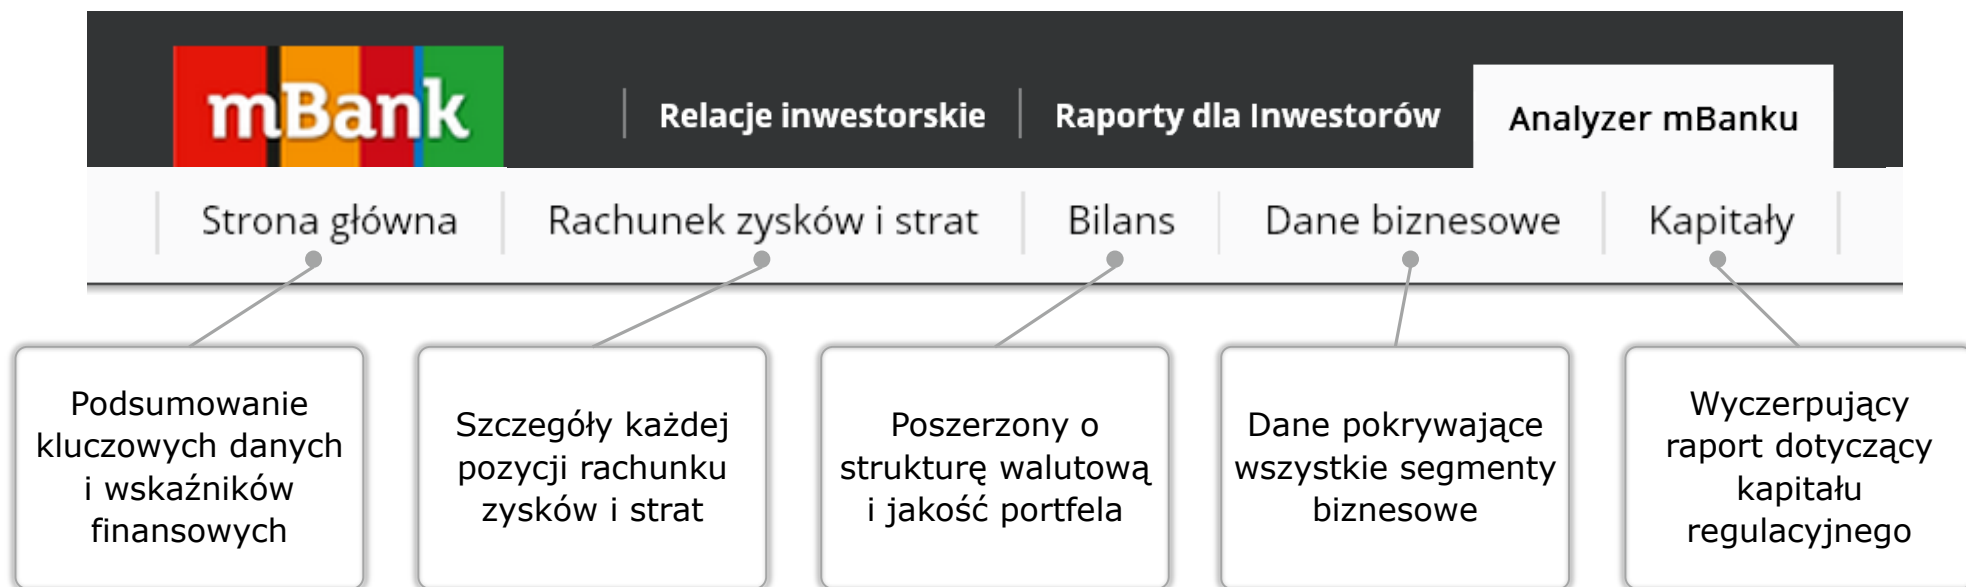 mBank
Relacje inwestorskie
Raporty dla Inwestorów
Analyzer mBanku
Strona główna
Rachunek zysków i strat
Bilans
Dane biznesowe
Kapitały
Podsumowanie
kluczowych danych
i wskaźników
finansowych
Szczegóły każdej
pozycji rachunku
zysków i strat
Poszerzony o
strukturę walutową
i jakość portfela
Dane pokrywające
wszystkie segmenty
biznesowe
Wyczerpujący
raport dotyczący
kapitału
regulacyjnego